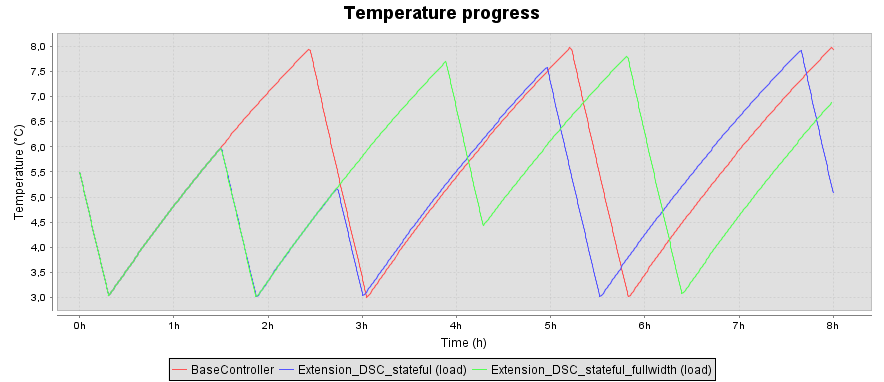 Temperature progress
8,0
7,5
7,0
6,5
6,0
5,5
5,0
4,5
4,0
3,5
3,0
Temperature (°C)
0h 1h 2h 3h 4h 5h 6h 7h 8h
Time (h)
BaseController Extension_DSC_stateful (load) Extension_DSC_stateful_fullwidth (load)